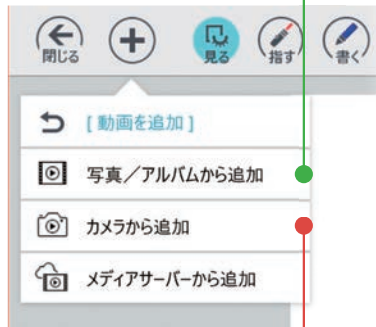 閉じる 見る 指す 書く
[ 動画を追加 ]
写真／アルバムから追加
カメラから追加
メディアサーバーから追加